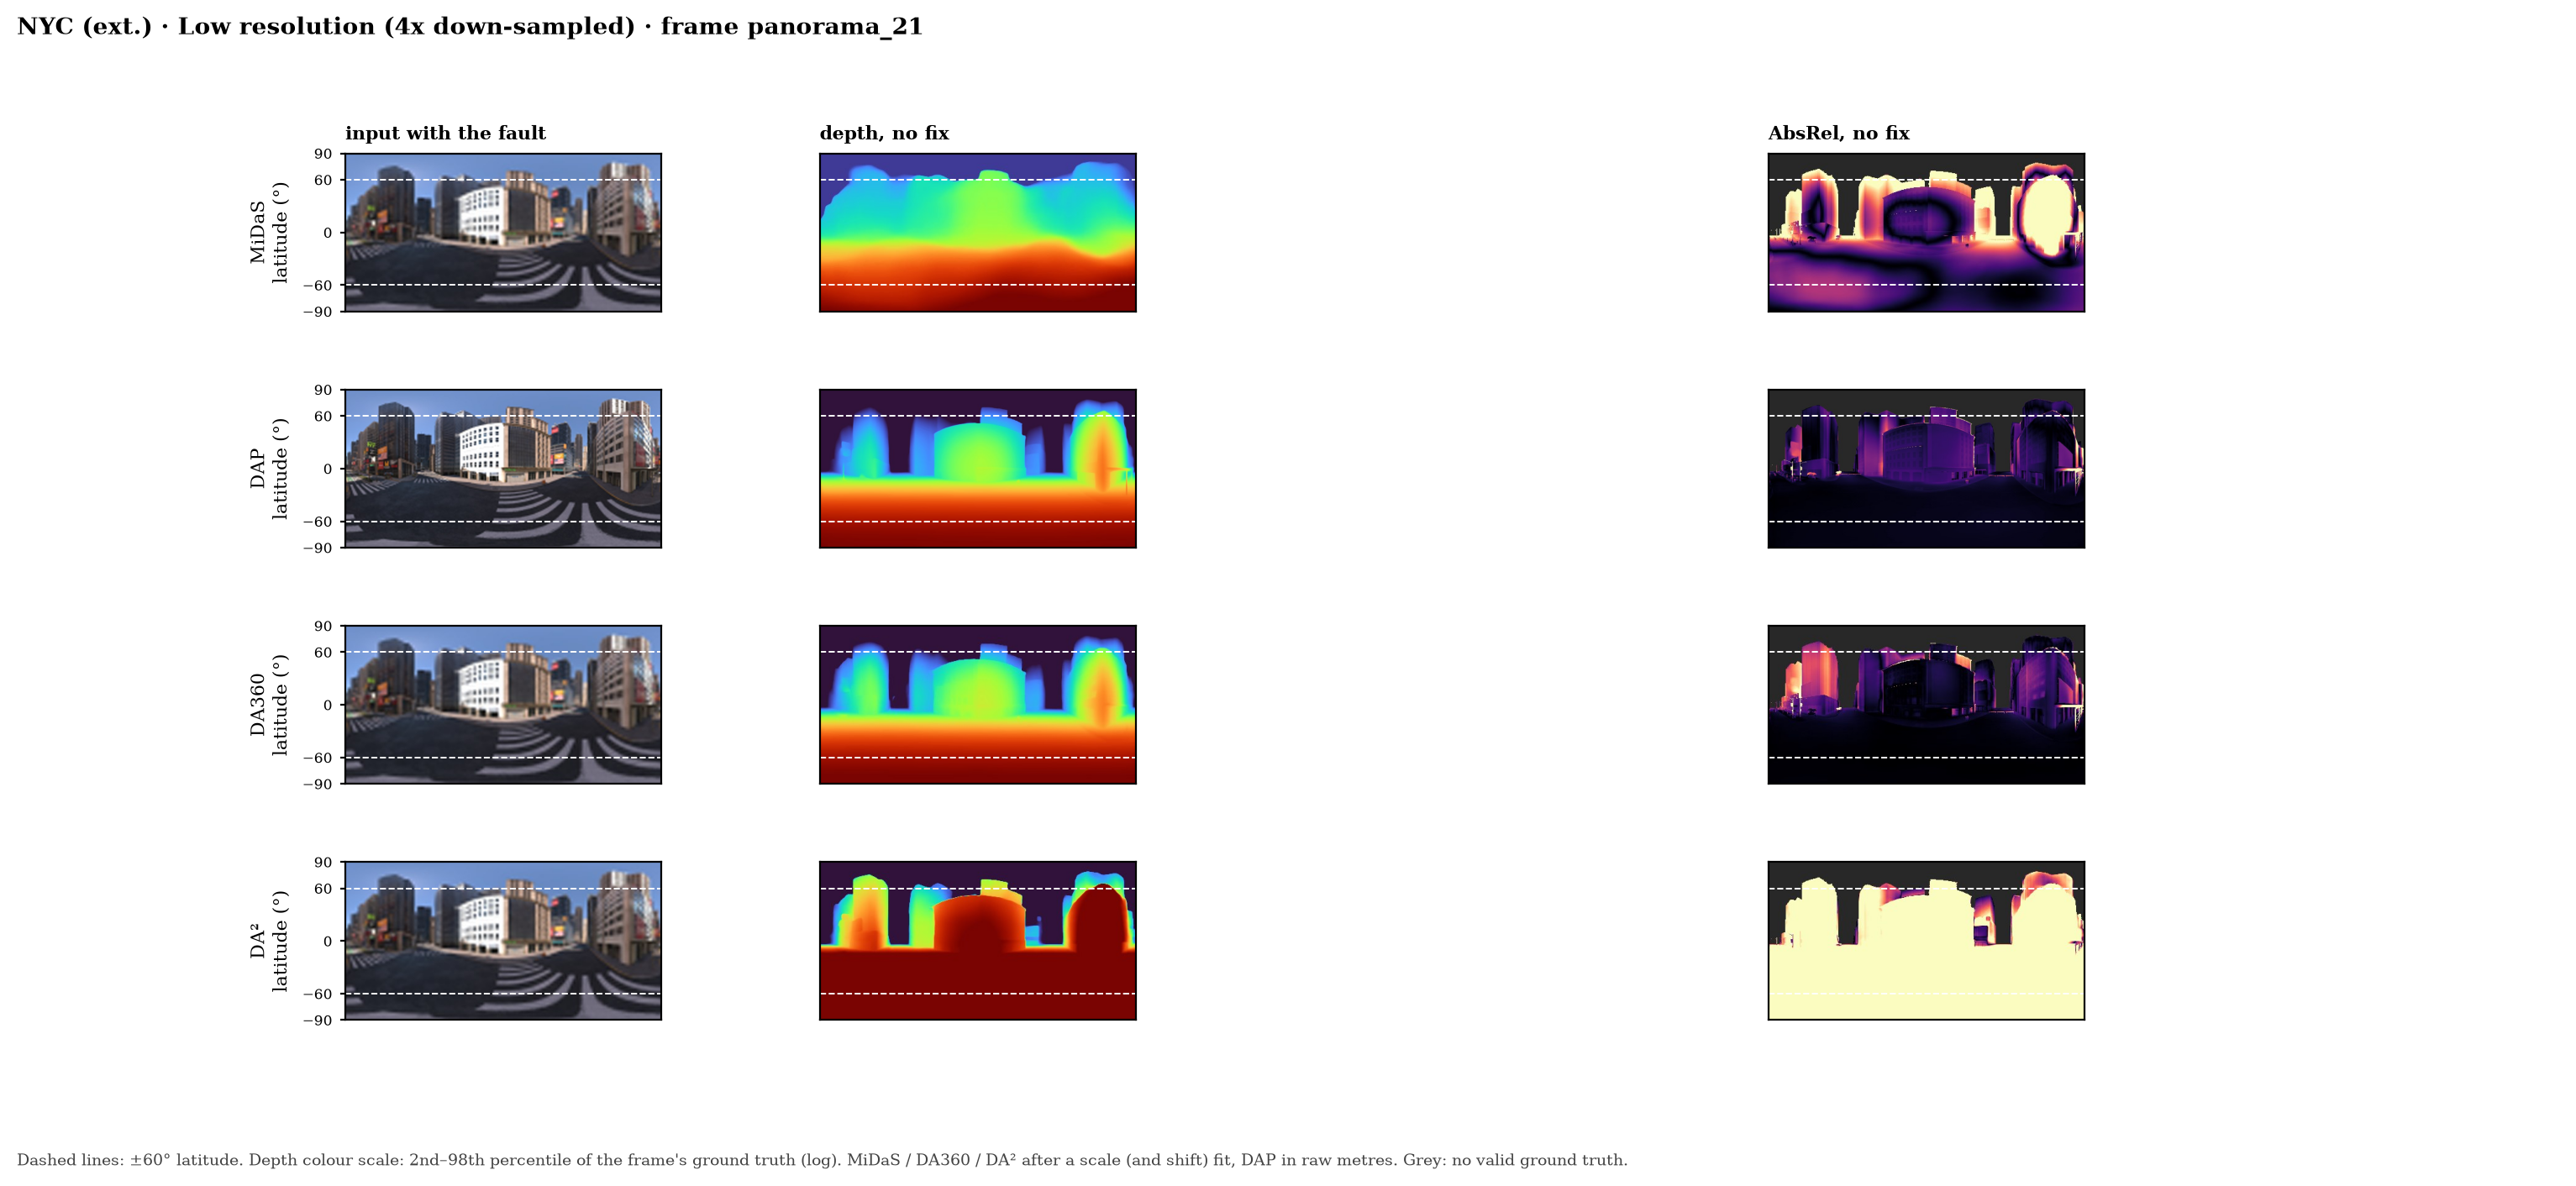 NYC (ext.) · Low resolution (4x down-sampled) · frame panorama_21
input with the fault
depth, no fix
AbsRel, no fix
MiDaS
latitude (°)
90
60
0
−60
−90
DAP
latitude (°)
90
60
0
−60
−90
DA360
latitude (°)
90
60
0
−60
−90
DA²
latitude (°)
90
60
0
−60
−90
Dashed lines: ±60° latitude. Depth colour scale: 2nd–98th percentile of the frame's ground truth (log). MiDaS / DA360 / DA² after a scale (and shift) fit, DAP in raw metres. Grey: no valid ground truth.